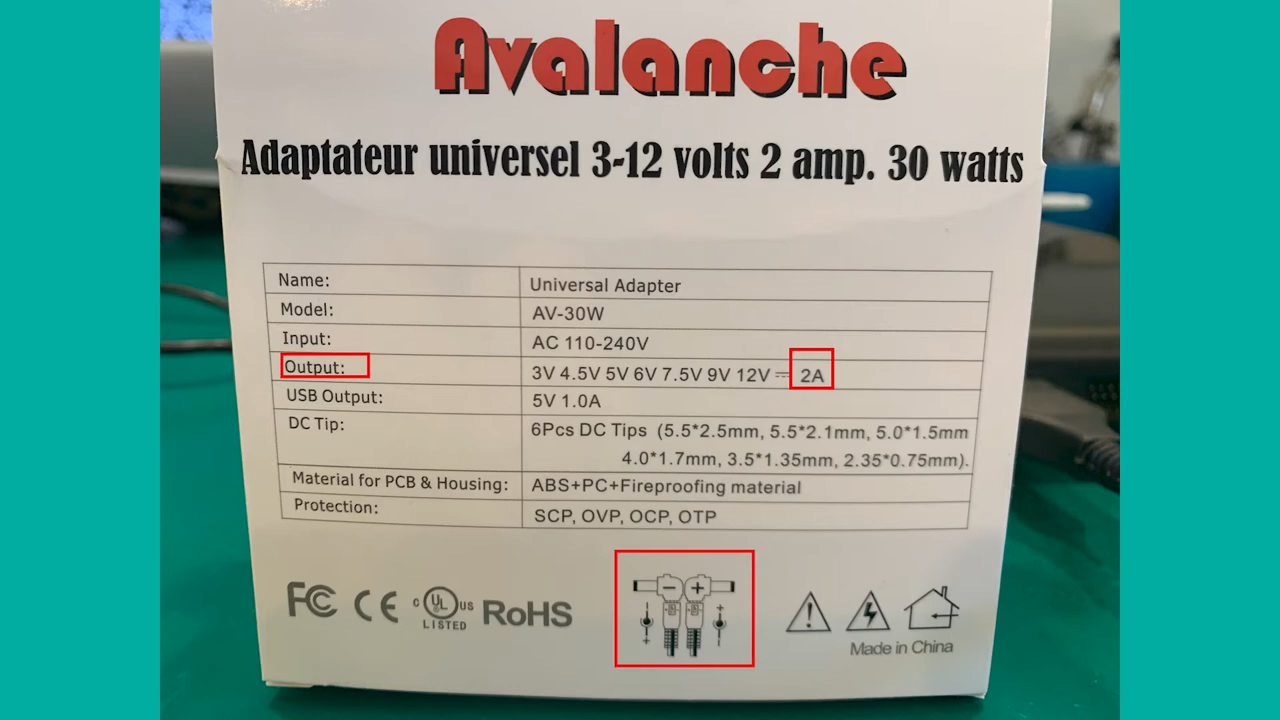 Avalanche
Adaptateur universel 3-12 volts 2 amp. 30 watts
Name: Universal Adapter
Model: AV-30W
Input: AC 110-240V
Output: 3V 4.5V 5V 6V 7.5V 9V 12V ⎓ 2A
USB Output: 5V 1.0A
DC Tip: 6Pcs DC Tips (5.5*2.5mm, 5.5*2.1mm, 5.0*1.5mm
4.0*1.7mm, 3.5*1.35mm, 2.35*0.75mm).
Material for PCB & Housing: ABS+PC+Fireproofing material
Protection: SCP, OVP, OCP, OTP
FC CE C UL US LISTED RoHS
− +
Made in China